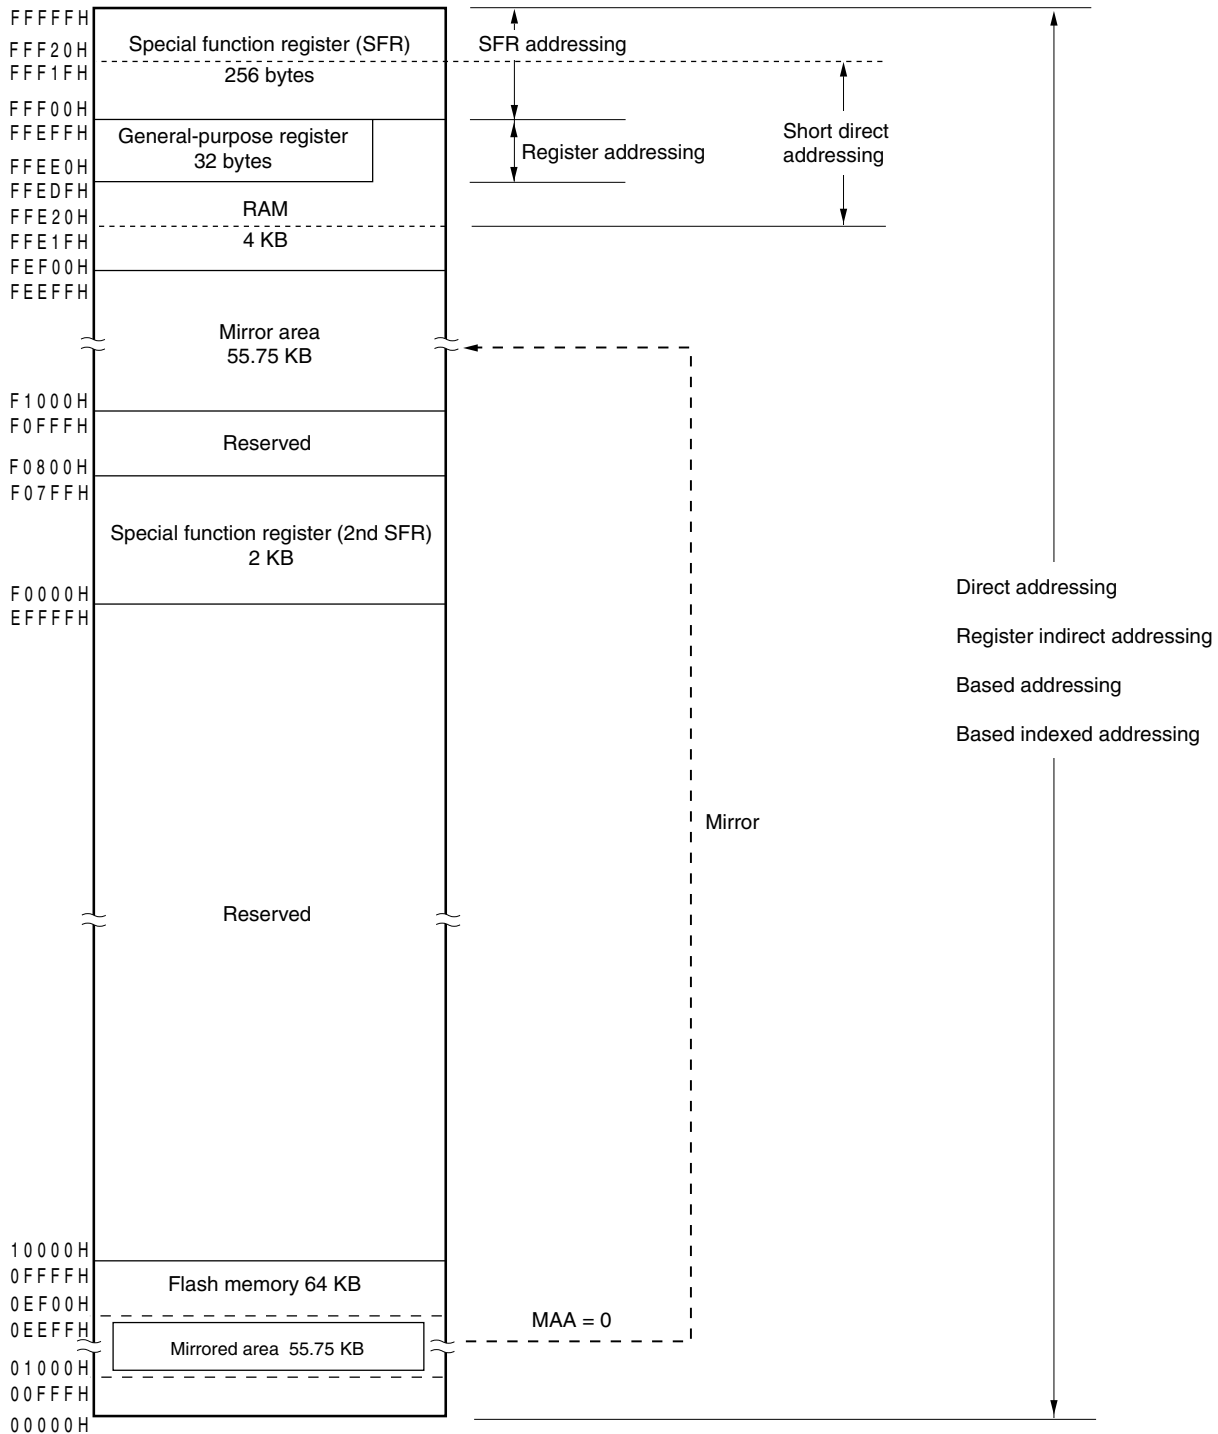 FFFFFH
FFF20H
FFF1FH
FFF00H
FFEFFH
FFEE0H
FFEDFH
FFE20H
FFE1FH
FEF00H
FEEFFH
F1000H
F0FFFH
F0800H
F07FFH
F0000H
EFFFFH
10000H
0FFFFH
0EF00H
0EEFFH
01000H
00FFFH
00000H
Special function register (SFR)
256 bytes
General-purpose register
32 bytes
RAM
4 KB
Mirror area
55.75 KB
Reserved
Special function register (2nd SFR)
2 KB
Reserved
Flash memory 64 KB
Mirrored area 55.75 KB
SFR addressing
Register addressing
Short direct
addressing
Mirror
MAA = 0
Direct addressing
Register indirect addressing
Based addressing
Based indexed addressing